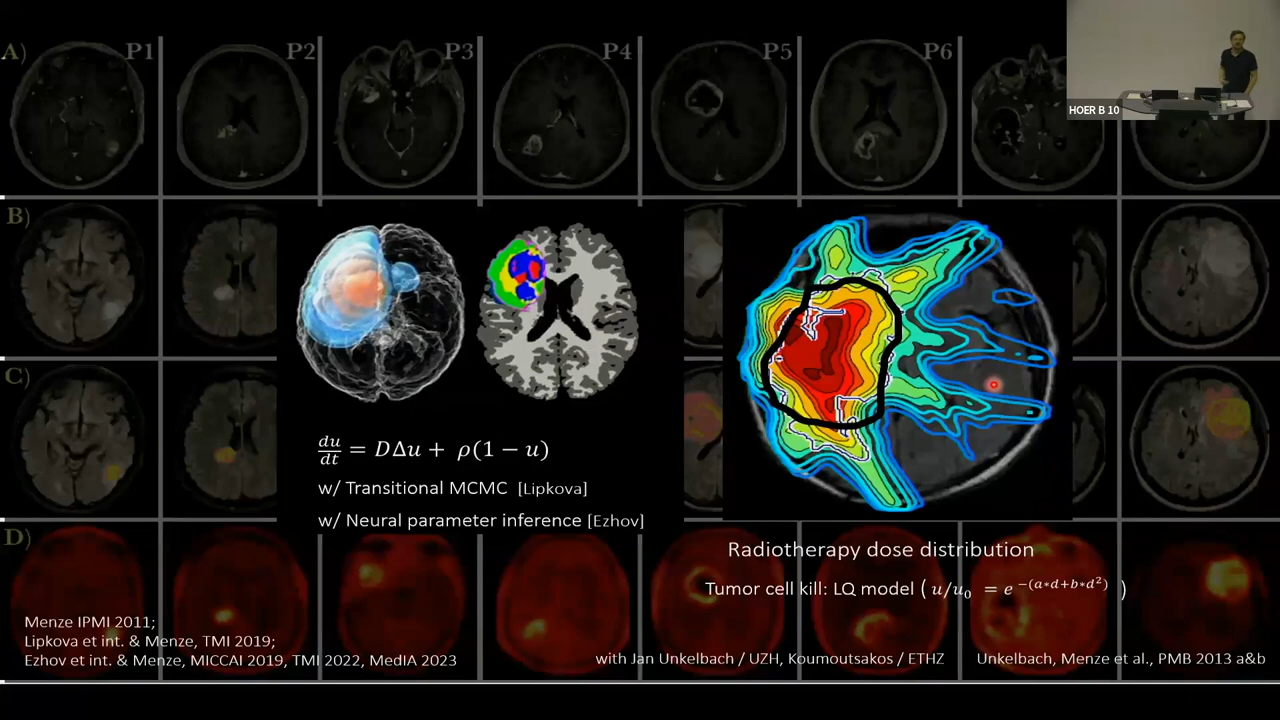 A)
P1
P2
P3
P4
P5
P6
HOER B 10
B)
C)
du/dt = DΔu + ρ(1 − u)
w/ Transitional MCMC [Lipkova]
w/ Neural parameter inference [Ezhov]
D)
Radiotherapy dose distribution
Tumor cell kill: LQ model ( u/u₀ = e^−(a∗d+b∗d²) )
Menze IPMI 2011;
Lipkova et int. & Menze, TMI 2019;
Ezhov et int. & Menze, MICCAI 2019, TMI 2022, MedIA 2023
with Jan Unkelbach / UZH, Koumoutsakos / ETHZ
Unkelbach, Menze et al., PMB 2013 a&b